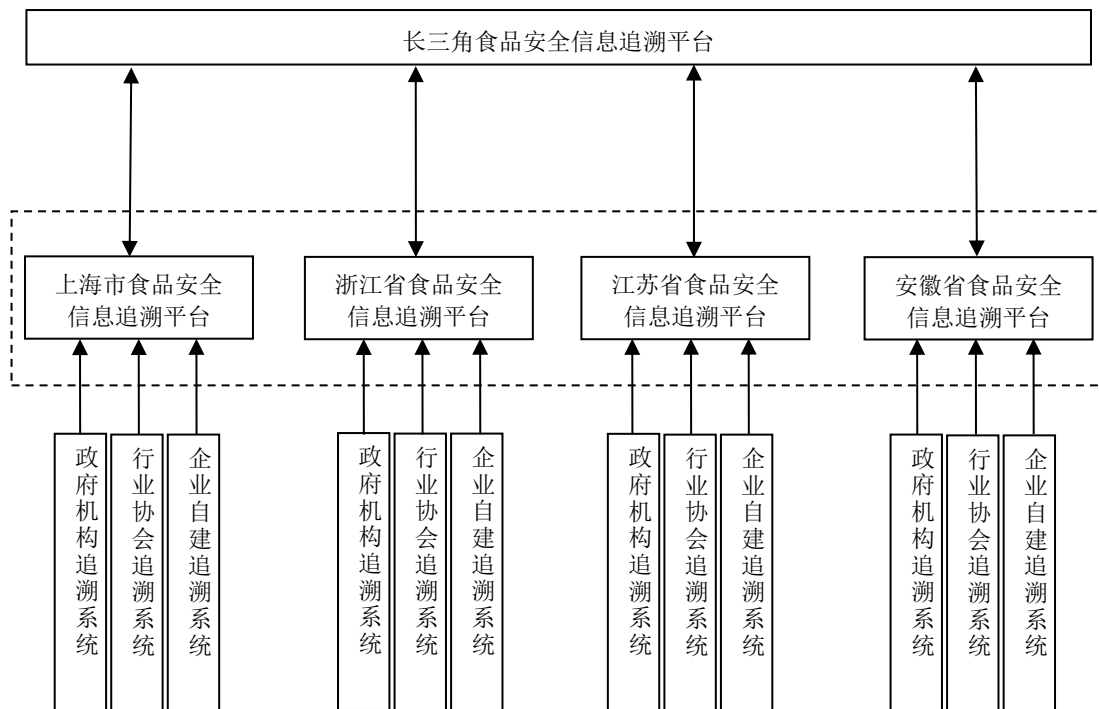 长三角食品安全信息追溯平台
上海市食品安全
信息追溯平台
浙江省食品安全
信息追溯平台
江苏省食品安全
信息追溯平台
安徽省食品安全
信息追溯平台
政府机构追溯系统
行业协会追溯系统
企业自建追溯系统
政府机构追溯系统
行业协会追溯系统
企业自建追溯系统
政府机构追溯系统
行业协会追溯系统
企业自建追溯系统
政府机构追溯系统
行业协会追溯系统
企业自建追溯系统